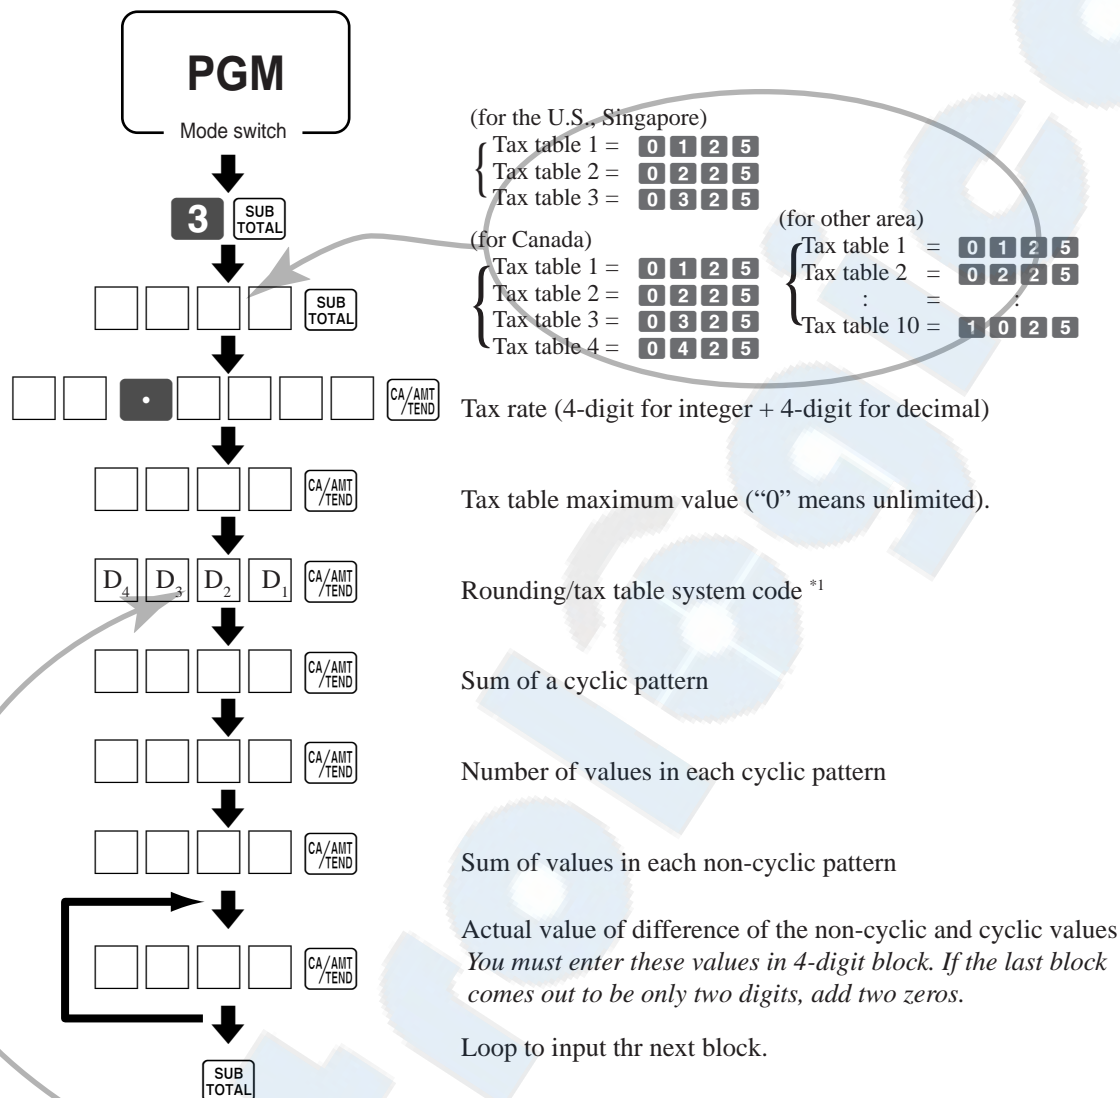 PGM
Mode switch
3 SUB TOTAL
(for the U.S., Singapore)
Tax table 1 = 0 1 2 5
Tax table 2 = 0 2 2 5
Tax table 3 = 0 3 2 5
(for Canada)
Tax table 1 = 0 1 2 5
Tax table 2 = 0 2 2 5
Tax table 3 = 0 3 2 5
Tax table 4 = 0 4 2 5
(for other area)
Tax table 1 = 0 1 2 5
Tax table 2 = 0 2 2 5
: = :
Tax table 10 = 1 0 2 5
SUB TOTAL
· CA/AMT /TEND Tax rate (4-digit for integer + 4-digit for decimal)
CA/AMT /TEND Tax table maximum value (“0” means unlimited).
D4 D3 D2 D1 CA/AMT /TEND Rounding/tax table system code *1
CA/AMT /TEND Sum of a cyclic pattern
CA/AMT /TEND Number of values in each cyclic pattern
CA/AMT /TEND Sum of values in each non-cyclic pattern
Actual value of difference of the non-cyclic and cyclic values
CA/AMT /TEND You must enter these values in 4-digit block. If the last block
comes out to be only two digits, add two zeros.
Loop to input thr next block.
SUB TOTAL